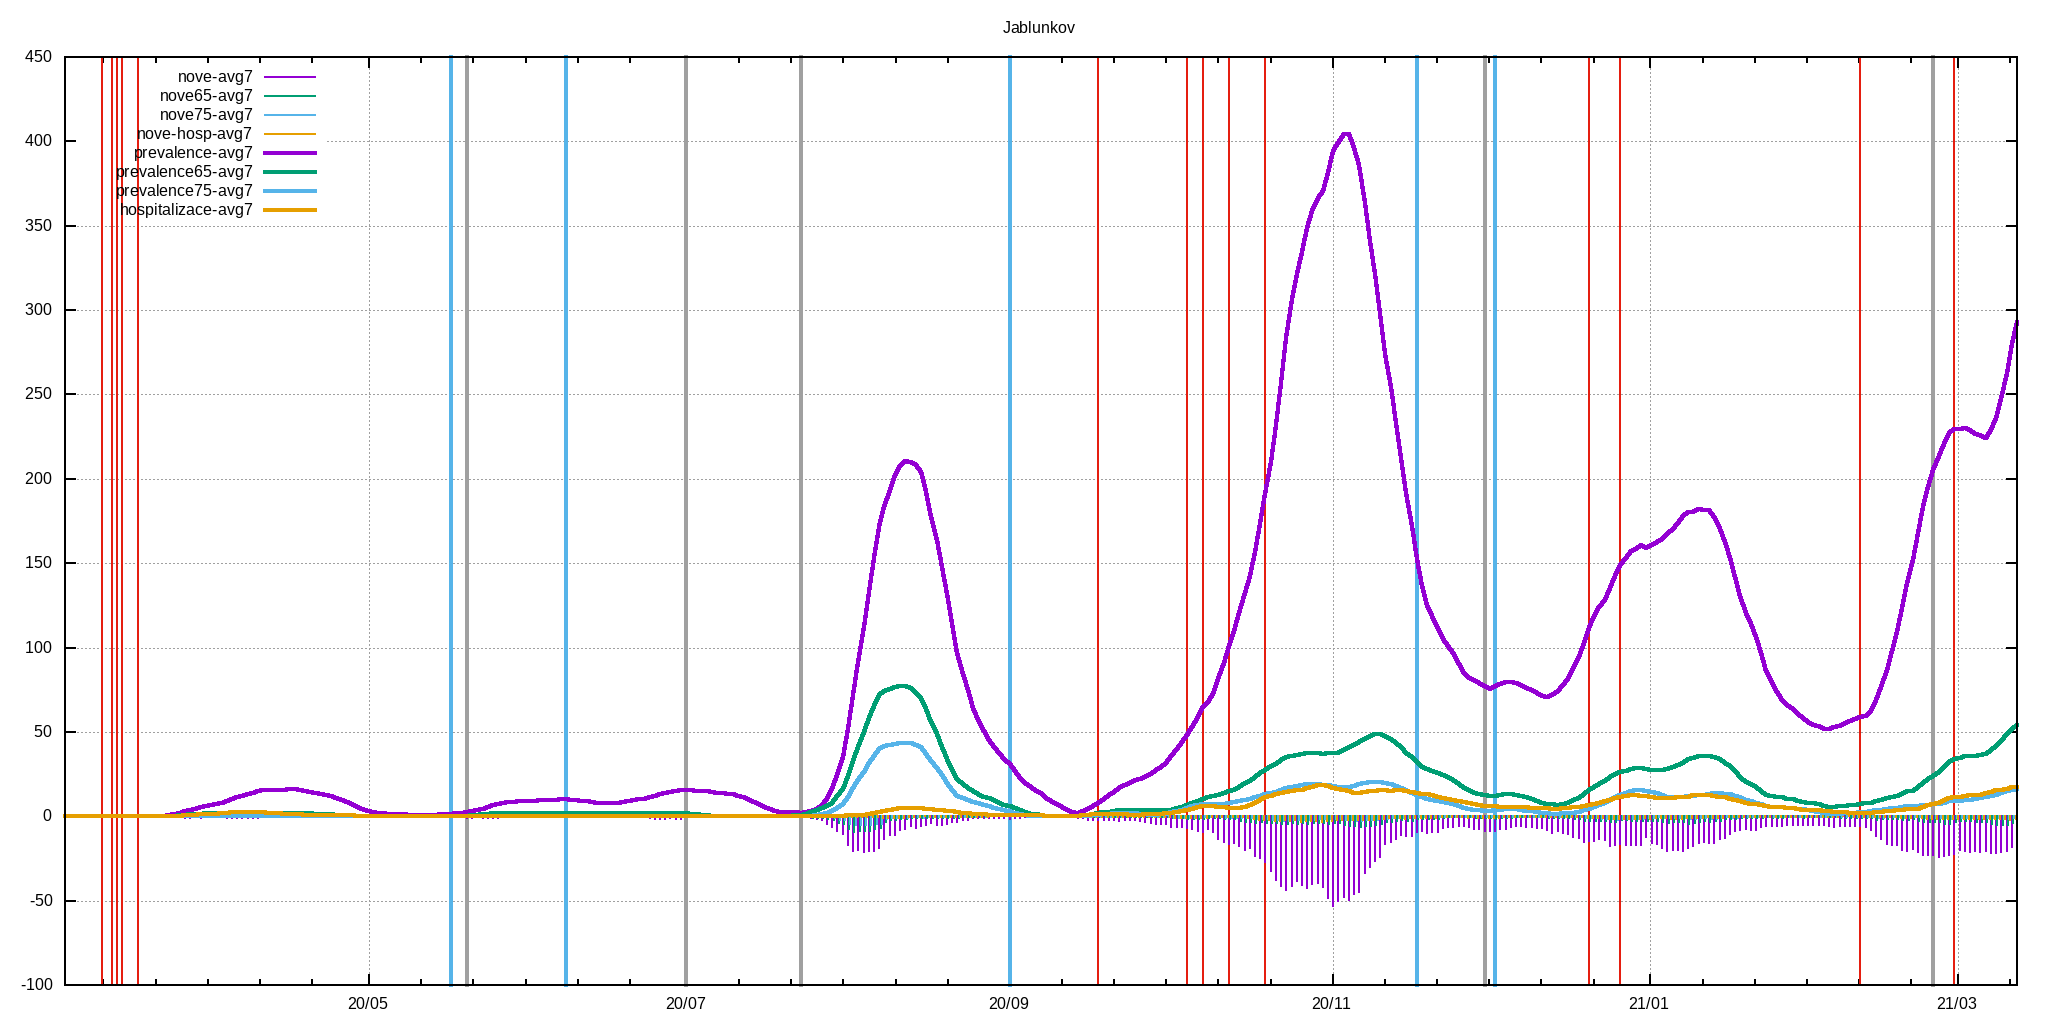 Jablunkov
450
400
350
300
250
200
150
100
50
0
-50
-100
nove-avg7
nove65-avg7
nove75-avg7
nove-hosp-avg7
prevalence-avg7
prevalence65-avg7
prevalence75-avg7
hospitalizace-avg7
20/05 20/07 20/09 20/11 21/01 21/03